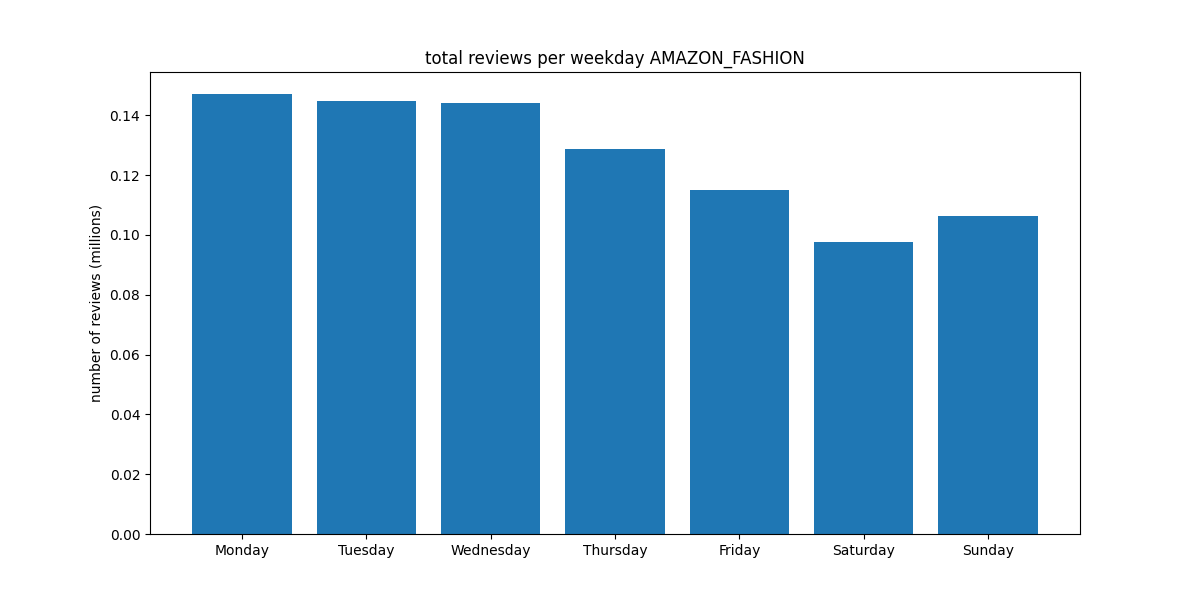 total reviews per weekday AMAZON_FASHION
number of reviews (millions)
0.14
0.12
0.10
0.08
0.06
0.04
0.02
0.00
Monday Tuesday Wednesday Thursday Friday Saturday Sunday